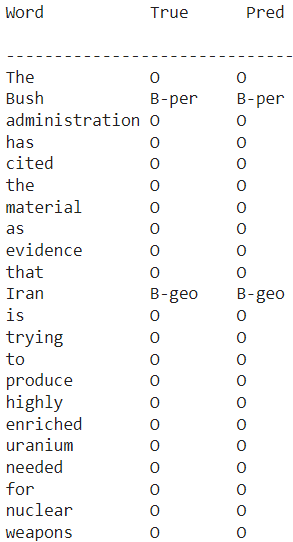 Word True Pred
------------------------------
The O O
Bush B-per B-per
administration O O
has O O
cited O O
the O O
material O O
as O O
evidence O O
that O O
Iran B-geo B-geo
is O O
trying O O
to O O
produce O O
highly O O
enriched O O
uranium O O
needed O O
for O O
nuclear O O
weapons O O